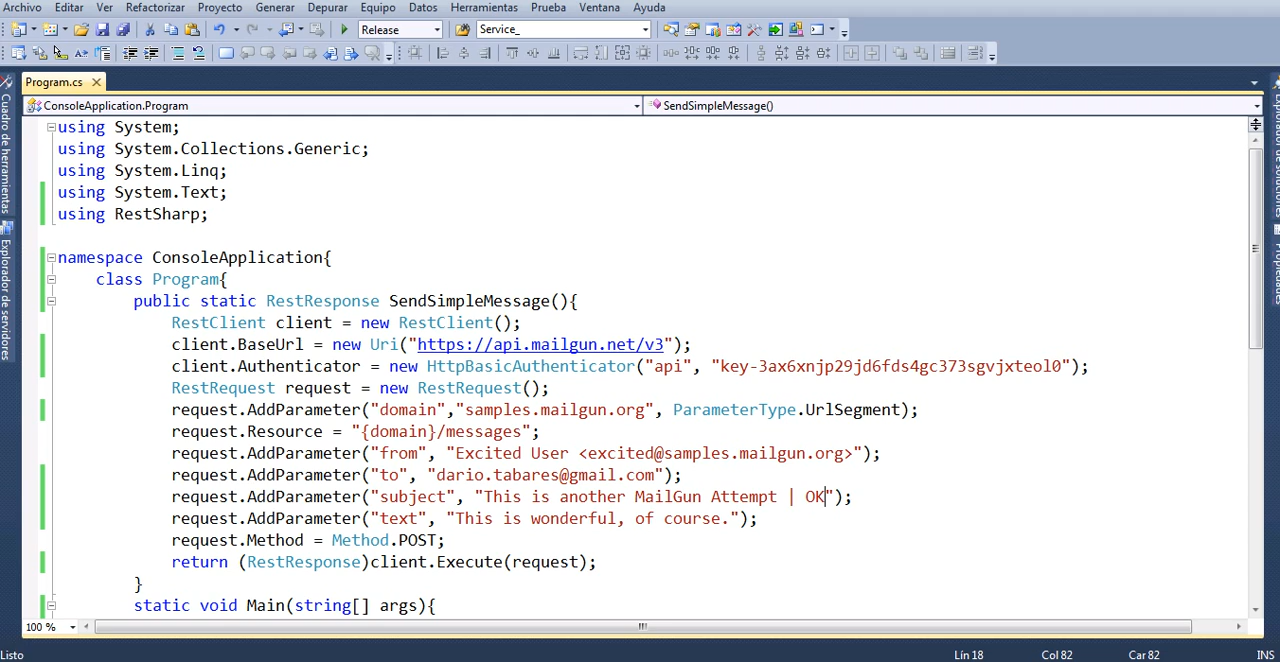 Archivo Editar Ver Refactorizar Proyecto Generar Depurar Equipo Datos Herramientas Prueba Ventana Ayuda
Release Service_
Program.cs
ConsoleApplication.Program SendSimpleMessage()
Cuadro de herramientas
Explorador de servidores
using System;
using System.Collections.Generic;
using System.Linq;
using System.Text;
using RestSharp;
namespace ConsoleApplication{
class Program{
public static RestResponse SendSimpleMessage(){
RestClient client = new RestClient();
client.BaseUrl = new Uri("https://api.mailgun.net/v3");
client.Authenticator = new HttpBasicAuthenticator("api", "key-3ax6xnjp29jd6fds4gc373sgvjxteol0");
RestRequest request = new RestRequest();
request.AddParameter("domain","samples.mailgun.org", ParameterType.UrlSegment);
request.Resource = "{domain}/messages";
request.AddParameter("from", "Excited User <excited@samples.mailgun.org>");
request.AddParameter("to", "dario.tabares@gmail.com");
request.AddParameter("subject", "This is another MailGun Attempt | OK");
request.AddParameter("text", "This is wonderful, of course.");
request.Method = Method.POST;
return (RestResponse)client.Execute(request);
}
static void Main(string[] args){
100 %
Listo Lín 18 Col 82 Car 82 INS